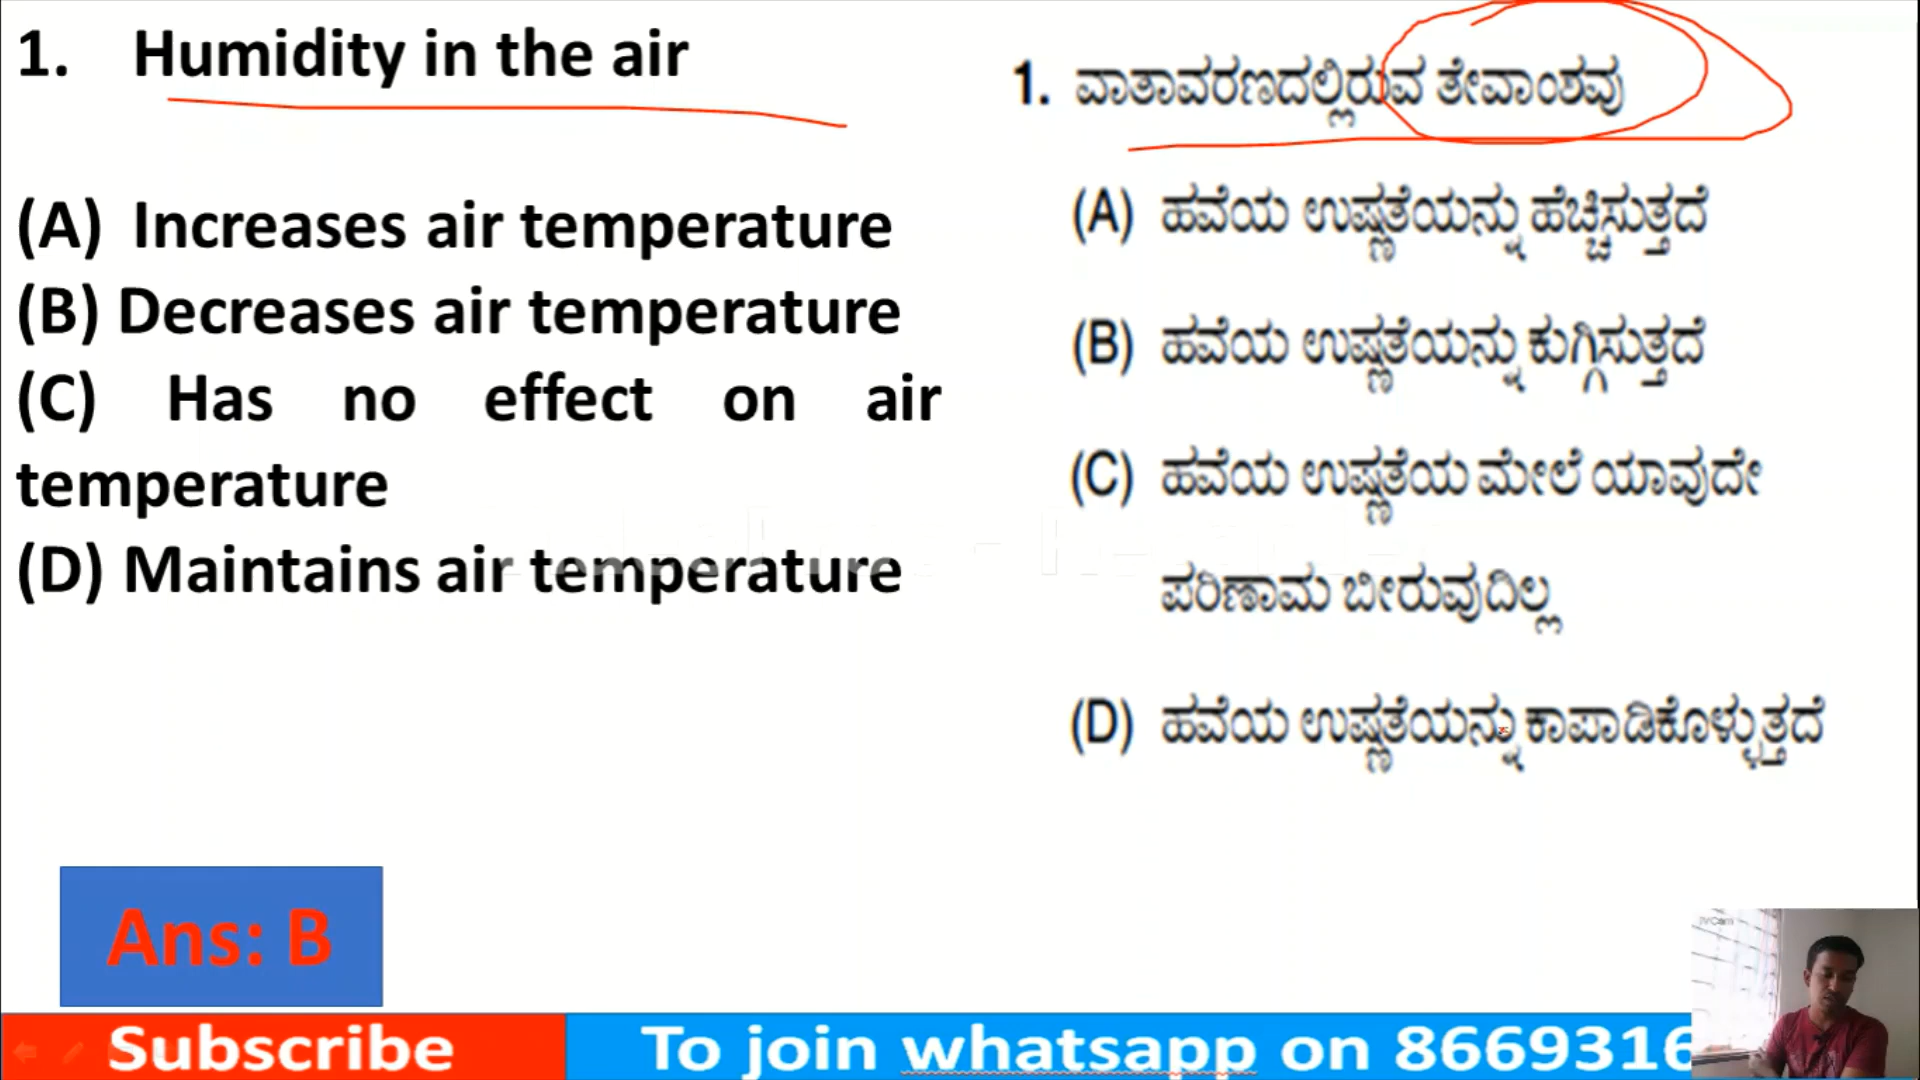 1. Humidity in the air
(A) Increases air temperature
(B) Decreases air temperature
(C) Has no effect on air
temperature
(D) Maintains air temperature
1. ವಾತಾವರಣದಲ್ಲಿರುವ ತೇವಾಂಶವು
(A) ಹವೆಯ ಉಷ್ಣತೆಯನ್ನು ಹೆಚ್ಚಿಸುತ್ತದೆ
(B) ಹವೆಯ ಉಷ್ಣತೆಯನ್ನು ಕುಗ್ಗಿಸುತ್ತದೆ
(C) ಹವೆಯ ಉಷ್ಣತೆಯ ಮೇಲೆ ಯಾವುದೇ
ಪರಿಣಾಮ ಬೀರುವುದಿಲ್ಲ
(D) ಹವೆಯ ಉಷ್ಣತೆಯನ್ನು ಕಾಪಾಡಿಕೊಳ್ಳುತ್ತದೆ
Ans: B
Subscribe
To join whatsapp on 8669316